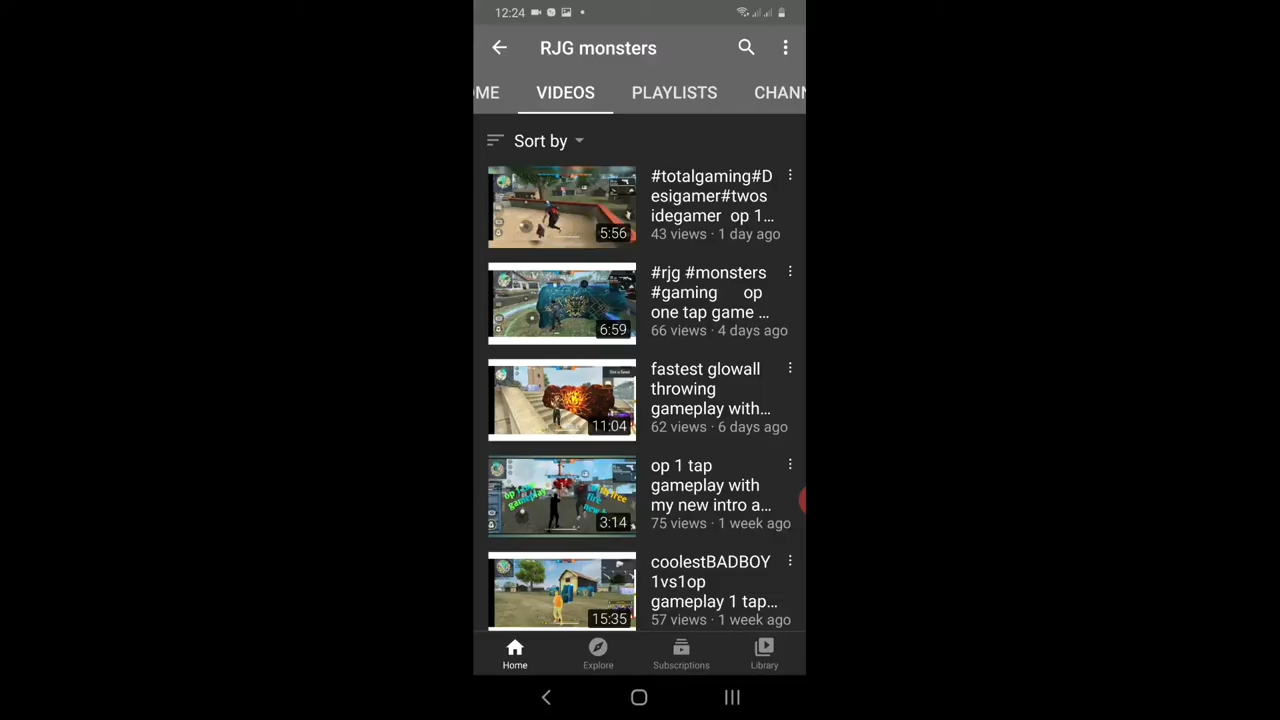 12:24
RJG monsters
OME VIDEOS PLAYLISTS CHANN
Sort by
5:56
#totalgaming#D
esigamer#twos
idegamer op 1...
43 views · 1 day ago
6:59
#rjg #monsters
#gaming op
one tap game ...
66 views · 4 days ago
11:04
fastest glowall
throwing
gameplay with...
62 views · 6 days ago
3:14
op 1 tap
gameplay with
my new intro a...
75 views · 1 week ago
15:35
coolestBADBOY
1vs1op
gameplay 1 tap...
57 views · 1 week ago
Home Explore Subscriptions Library